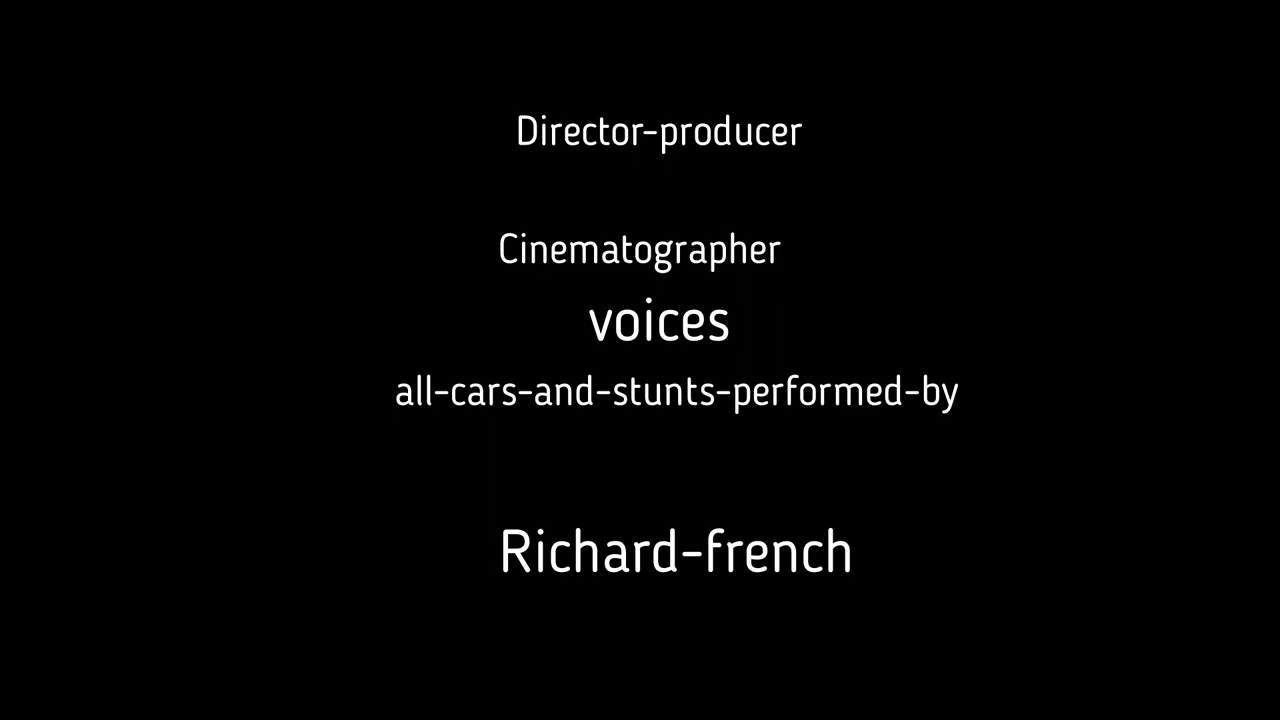 Director-producer
Cinematographer
voices
all-cars-and-stunts-performed-by
Richard-french